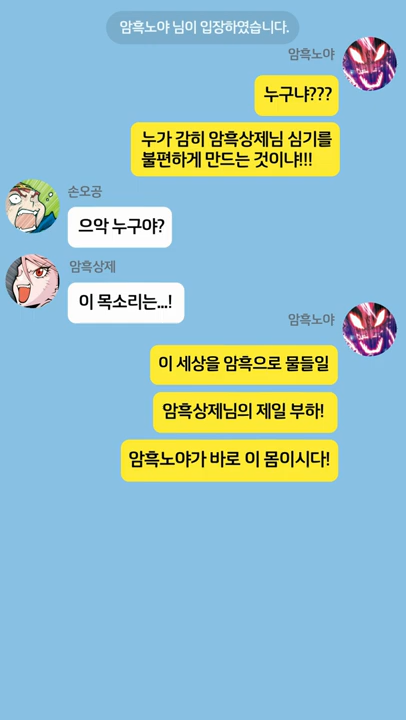 암흑노야 님이 입장하였습니다.
암흑노야
누구냐???
누가 감히 암흑상제님 심기를
불편하게 만드는 것이냐!!!
손오공
으악 누구야?
암흑상제
이 목소리는...!
암흑노야
이 세상을 암흑으로 물들일
암흑상제님의 제일 부하!
암흑노야가 바로 이 몸이시다!